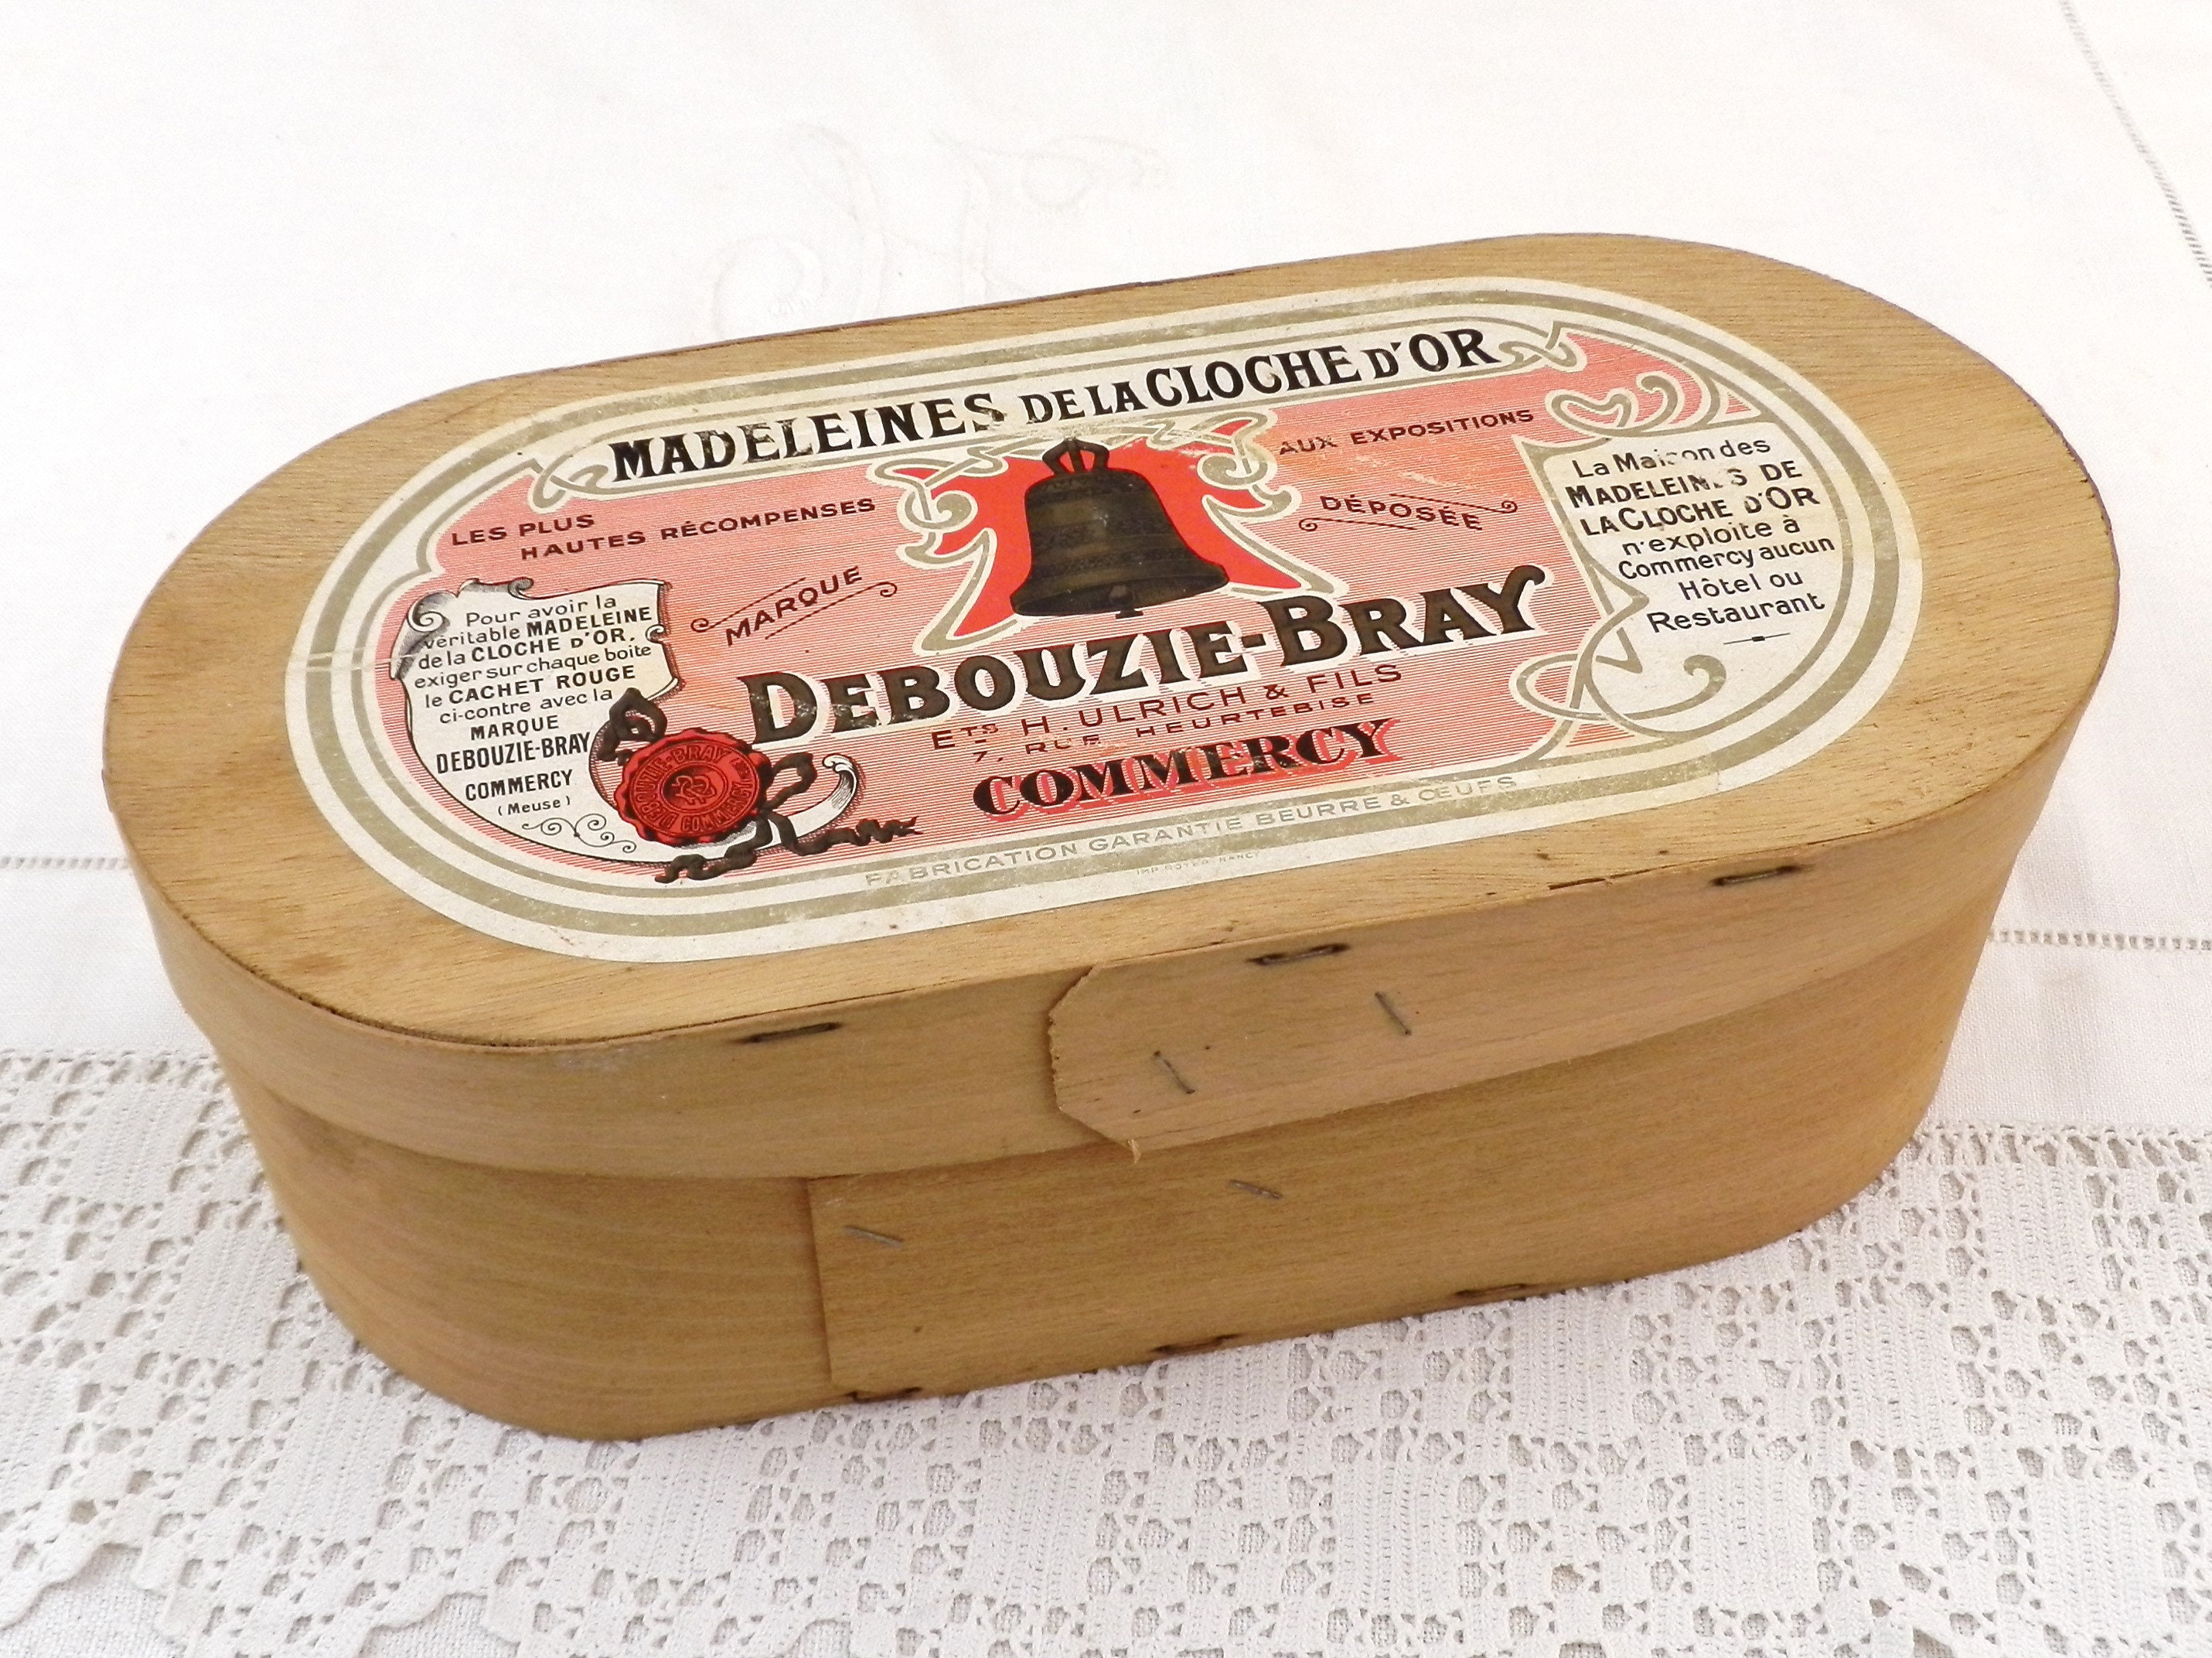 MADELEINES DE LA CLOCHE D'OR
LES PLUS
HAUTES RÉCOMPENSES
AUX EXPOSITIONS
MARQUE
DÉPOSÉE
DEBOUZIE-BRAY
ETS H. ULRICH & FILS
7, RUE HEURTEBISE
COMMERCY
FABRICATION GARANTIE BEURRE & ŒUFS
Pour avoir la
véritable MADELEINE
de la CLOCHE D'OR,
exiger sur chaque boite
le CACHET ROUGE
ci-contre avec la
MARQUE
DEBOUZIE-BRAY
COMMERCY
(Meuse)
DEBOUZIE-BRAY
COMMERCY
La Maison des
MADELEINES DE
LA CLOCHE D'OR
n'exploite à
Commercy aucun
Hôtel ou
Restaurant